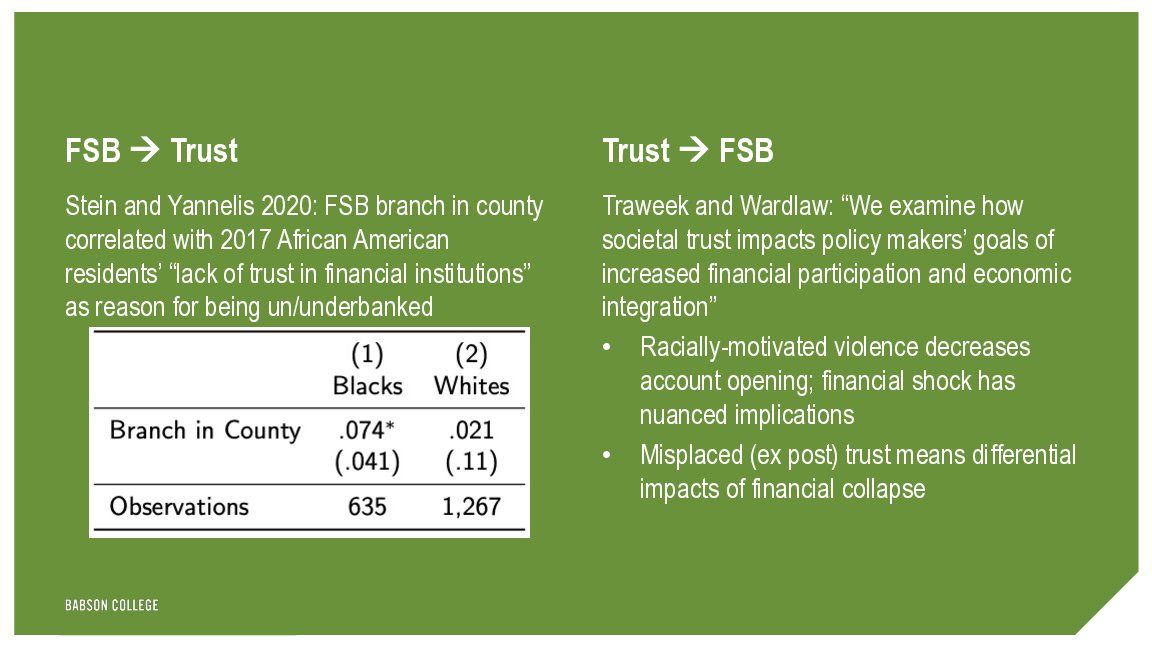 FSB → Trust
Stein and Yannelis 2020: FSB branch in county
correlated with 2017 African American
residents’ “lack of trust in financial institutions”
as reason for being un/underbanked
(1) (2)
Blacks Whites
Branch in County .074* .021
(.041) (.11)
Observations 635 1,267
Trust → FSB
Traweek and Wardlaw: “We examine how
societal trust impacts policy makers’ goals of
increased financial participation and economic
integration”
• Racially-motivated violence decreases
account opening; financial shock has
nuanced implications
• Misplaced (ex post) trust means differential
impacts of financial collapse
BABSON COLLEGE